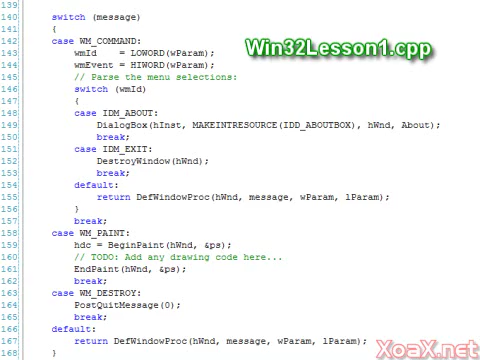 139
140 switch (message)
141 {
142 case WM_COMMAND:
143 wmId    = LOWORD(wParam);
144 wmEvent = HIWORD(wParam);
145 // Parse the menu selections:
146 switch (wmId)
147 {
148 case IDM_ABOUT:
149 DialogBox(hInst, MAKEINTRESOURCE(IDD_ABOUTBOX), hWnd, About);
150 break;
151 case IDM_EXIT:
152 DestroyWindow(hWnd);
153 break;
154 default:
155 return DefWindowProc(hWnd, message, wParam, lParam);
156 }
157 break;
158 case WM_PAINT:
159 hdc = BeginPaint(hWnd, &ps);
160 // TODO: Add any drawing code here...
161 EndPaint(hWnd, &ps);
162 break;
163 case WM_DESTROY:
164 PostQuitMessage(0);
165 break;
166 default:
167 return DefWindowProc(hWnd, message, wParam, lParam);
168 }
Win32Lesson1.cpp
XoaX.net